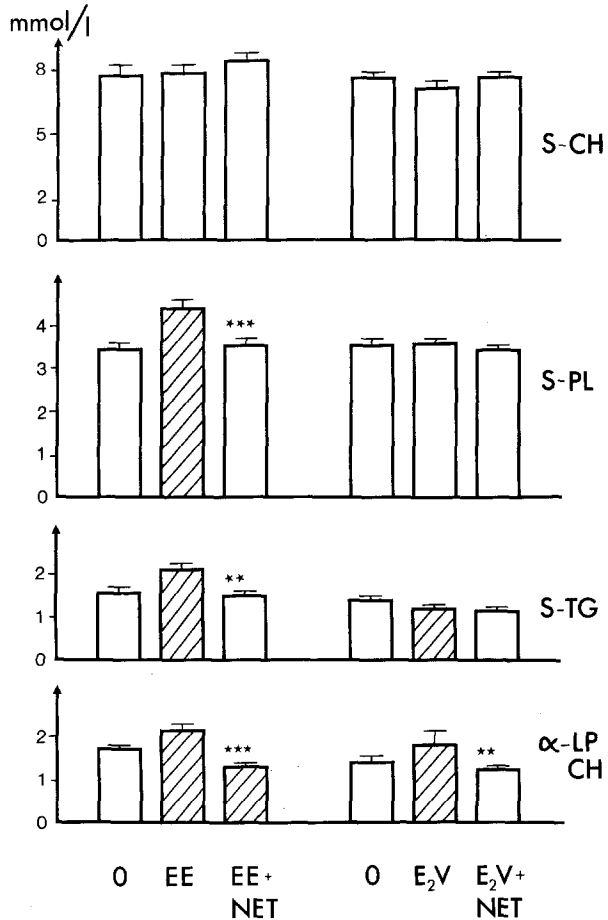 mmol/l
8
5
2
0
S-CH
4
3
2
1
0
***
S-PL
2
1
0
**
S-TG
2
1
0
***
**
α-LP
CH
0 EE EE+ 0 E₂V E₂V+
NET NET